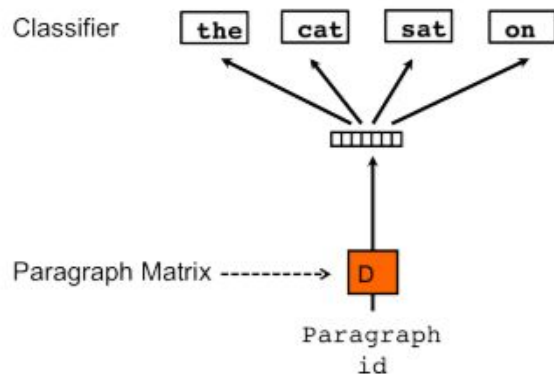 Classifier the cat sat on
D
Paragraph Matrix
Paragraph
id